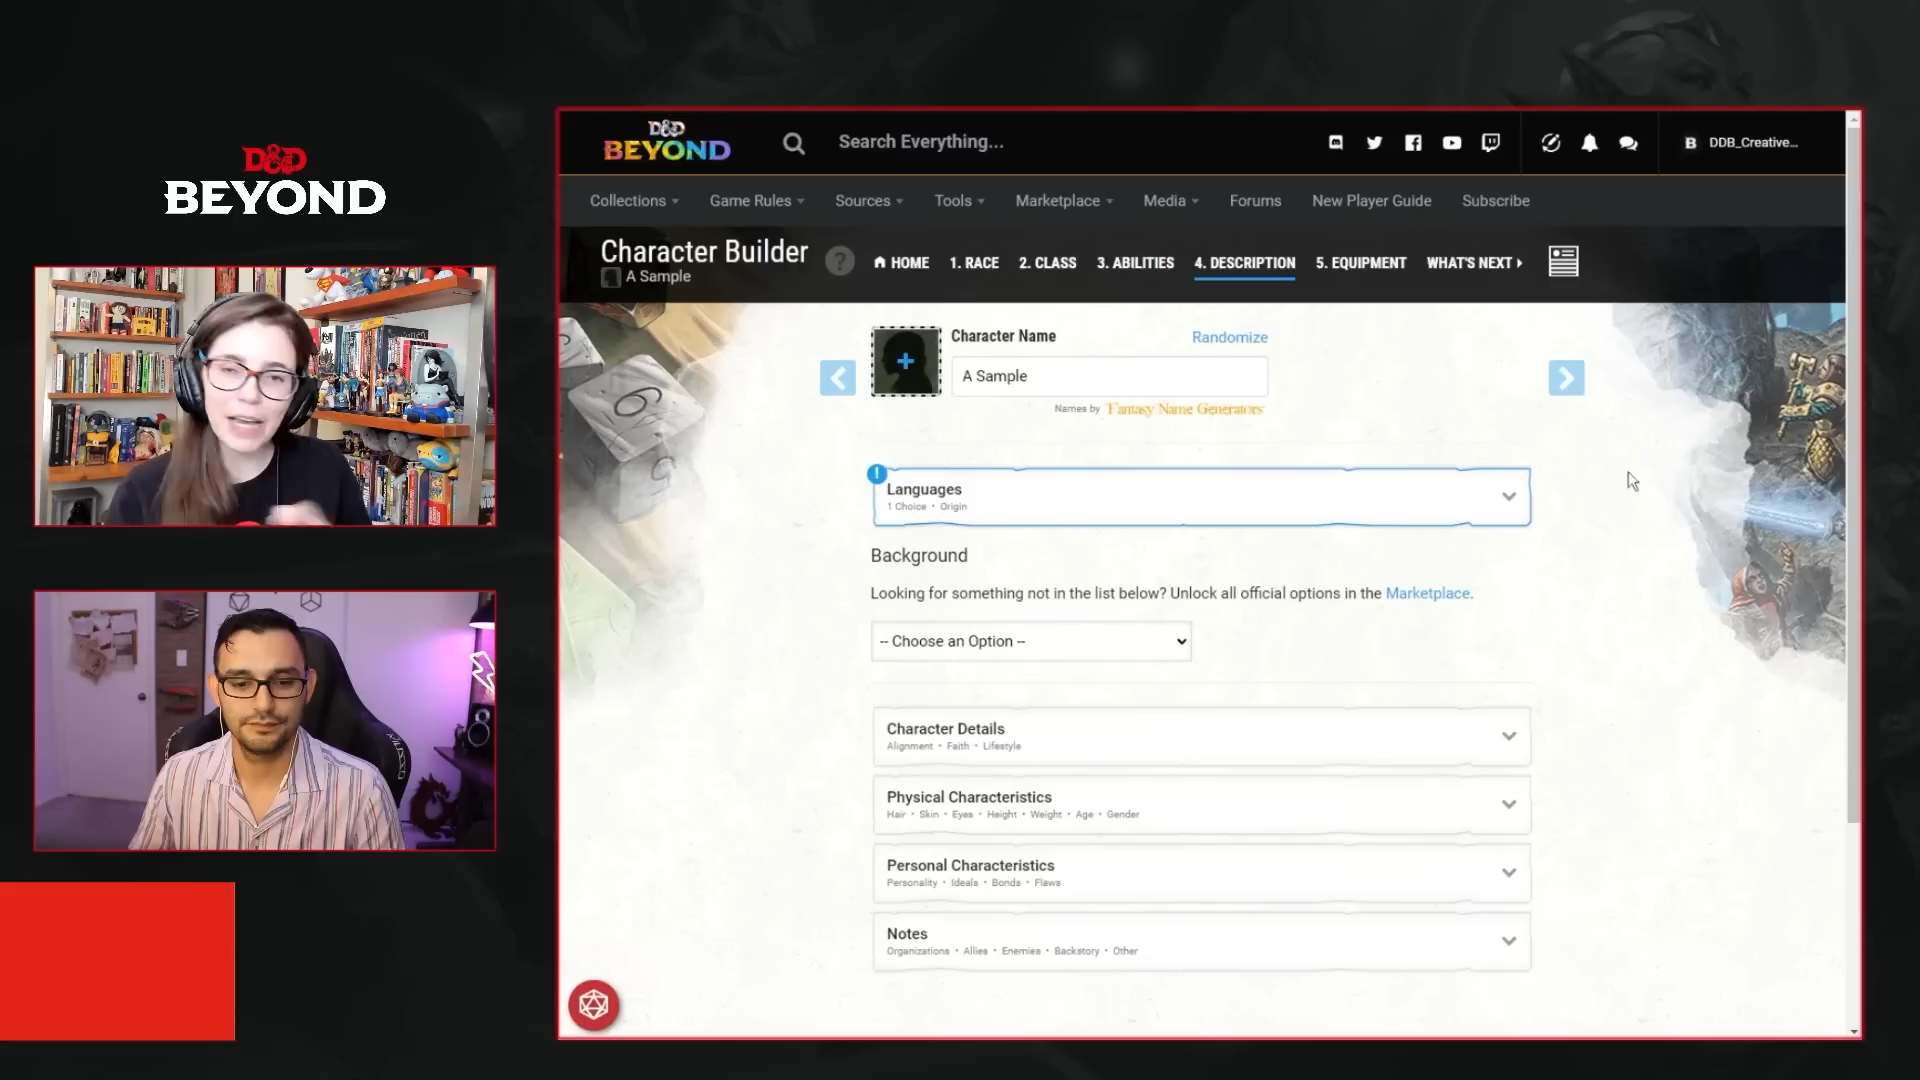 D&D
BEYOND
D&D
BEYOND
Search Everything...
B DDB_Creative...
Collections
Game Rules
Sources
Tools
Marketplace
Media
Forums
New Player Guide
Subscribe
Character Builder
A Sample
?
HOME
1. RACE
2. CLASS
3. ABILITIES
4. DESCRIPTION
5. EQUIPMENT
WHAT'S NEXT
Character Name
Randomize
A Sample
Names by Fantasy Name Generators
!
Languages
1 Choice • Origin
Background
Looking for something not in the list below? Unlock all official options in the Marketplace.
-- Choose an Option --
Character Details
Alignment • Faith • Lifestyle
Physical Characteristics
Hair • Skin • Eyes • Height • Weight • Age • Gender
Personal Characteristics
Personality • Ideals • Bonds • Flaws
Notes
Organizations • Allies • Enemies • Backstory • Other